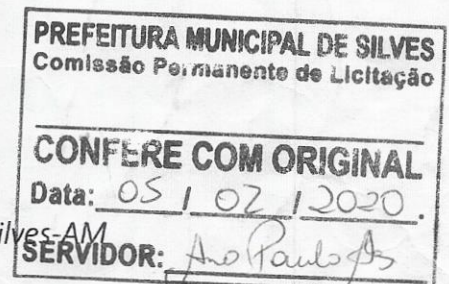 PREFEITURA MUNICIPAL DE SILVES
Comissão Permanente de Licitação
CONFERE COM ORIGINAL
Data: 05 / 02 / 2020.
ilves-AM
SERVIDOR: